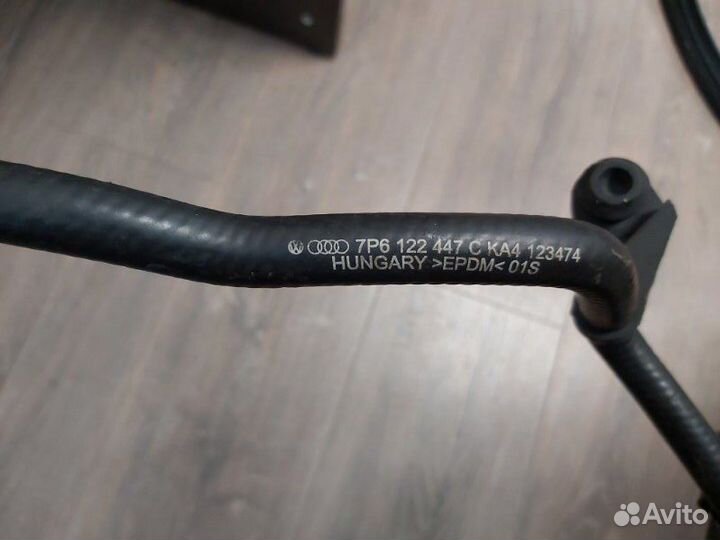 7P6 122 447 C KA4 123474
HUNGARY >EPDM< 01S
Avito